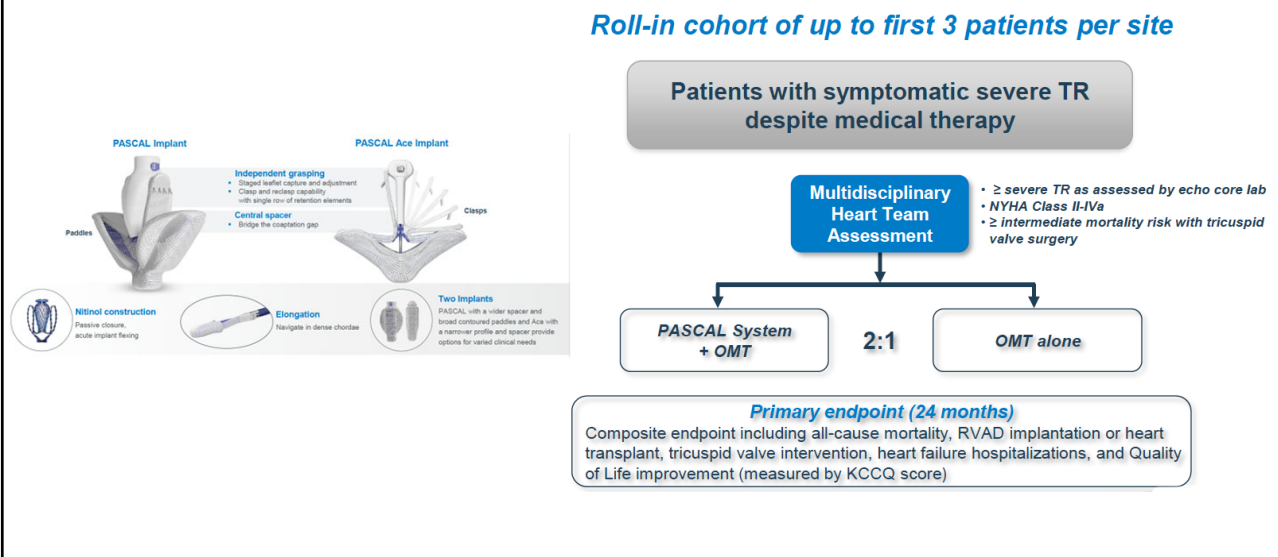 Roll-in cohort of up to first 3 patients per site
Patients with symptomatic severe TR
despite medical therapy
PASCAL Implant
PASCAL Ace Implant
Independent grasping
• Staged leaflet capture and adjustment
• Clasp and reclasp capability
with single row of retention elements
Central spacer
• Bridge the coaptation gap
Paddles
Clasps
Nitinol construction
Passive closure,
acute implant flexing
Elongation
Navigate in dense chordae
Two Implants
PASCAL with a wider spacer and
broad contoured paddles and Ace with
a narrower profile and spacer provide
options for varied clinical needs
Multidisciplinary
Heart Team
Assessment
• ≥ severe TR as assessed by echo core lab
• NYHA Class II-IVa
• ≥ intermediate mortality risk with tricuspid
valve surgery
PASCAL System
+ OMT
2:1
OMT alone
Primary endpoint (24 months)
Composite endpoint including all-cause mortality, RVAD implantation or heart
transplant, tricuspid valve intervention, heart failure hospitalizations, and Quality
of Life improvement (measured by KCCQ score)